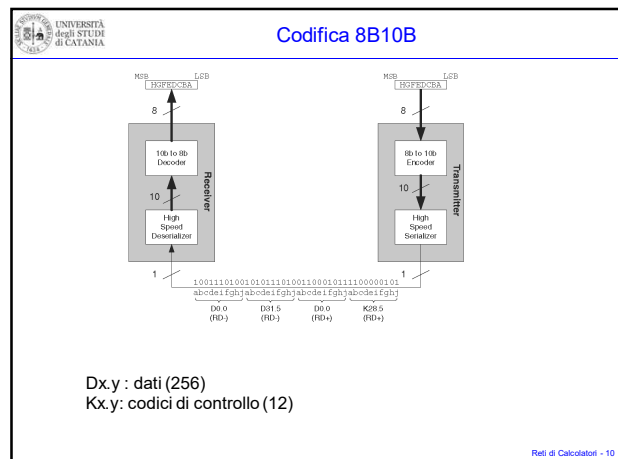 UNIVERSITÀ
degli STUDI
di CATANIA
Codifica 8B10B
MSB LSB
HGFEDCBA
8
10b to 8b
Decoder
10
High
Speed
Deserializer
Receiver
1
MSB LSB
HGFEDCBA
8
8b to 10b
Encoder
10
High
Speed
Serializer
Transmitter
1
1001110100101011101001100010111100000101
abcdeifghjabcdeifghjabcdeifghjabcdeifghj
D0.0 D31.5 D0.0 K28.5
(RD-) (RD-) (RD+) (RD+)
Dx.y : dati (256)
Kx.y: codici di controllo (12)
Reti di Calcolatori - 10